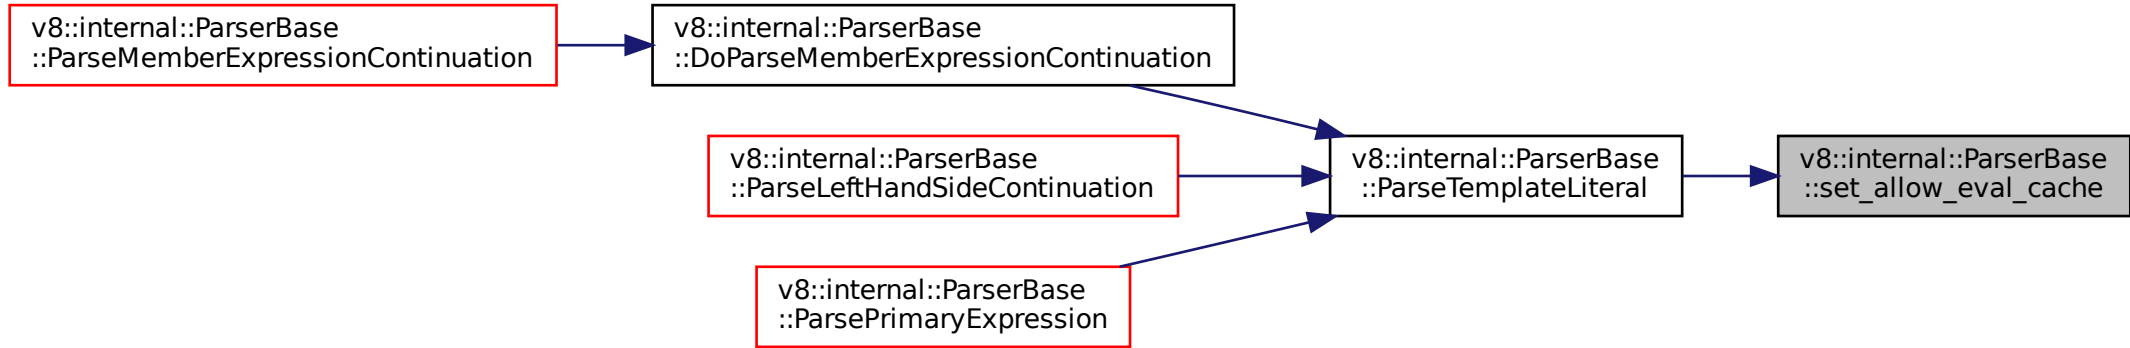 v8::internal::ParserBase
::ParseMemberExpressionContinuation
v8::internal::ParserBase
::DoParseMemberExpressionContinuation
v8::internal::ParserBase
::ParseLeftHandSideContinuation
v8::internal::ParserBase
::ParseTemplateLiteral
v8::internal::ParserBase
::set_allow_eval_cache
v8::internal::ParserBase
::ParsePrimaryExpression